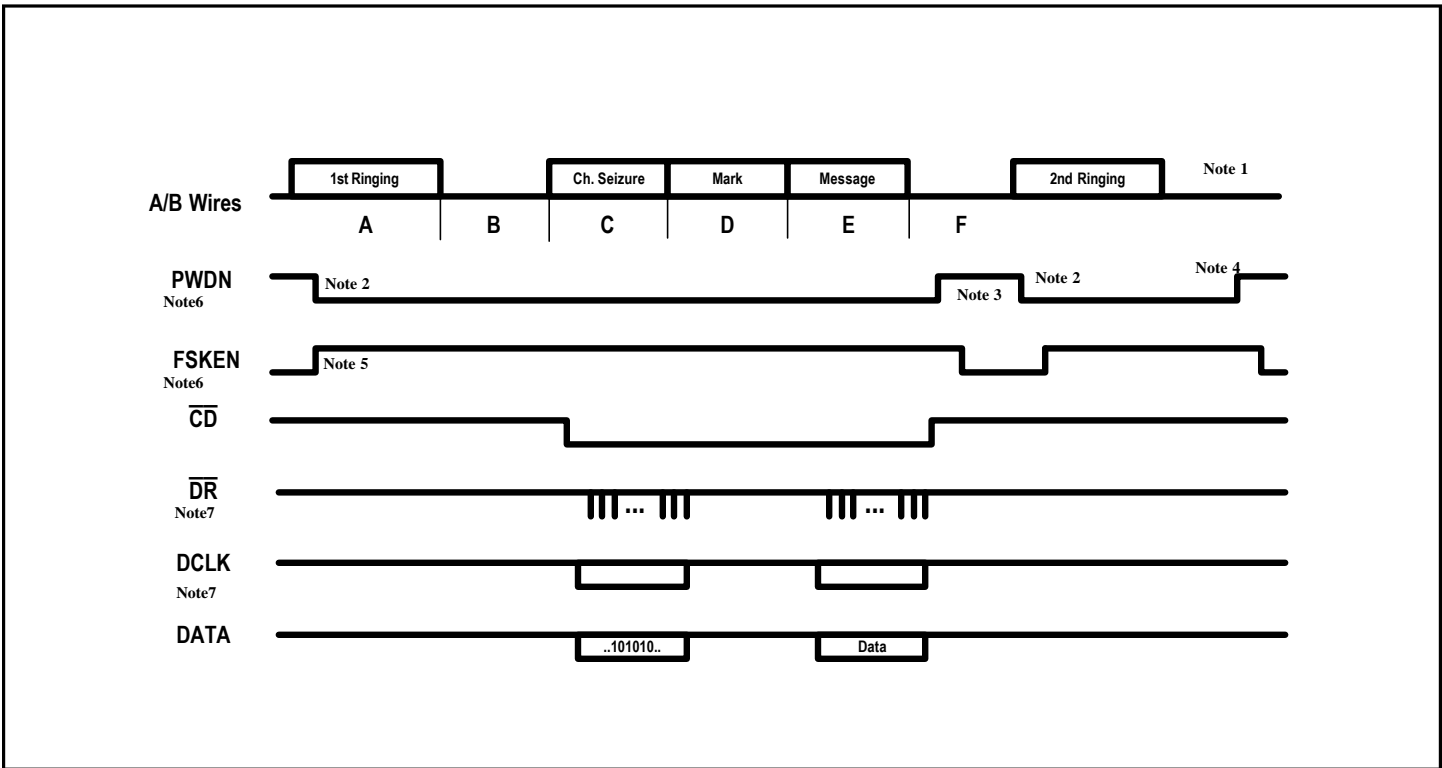 1st Ringing Ch. Seizure Mark Message 2nd Ringing Note 1
A/B Wires
A B C D E F
PWDN Note 2 Note 3 Note 2 Note 4
Note6
FSKEN Note 5
Note6
CD
DR ... ...
Note7
DCLK
Note7
DATA ..101010.. Data